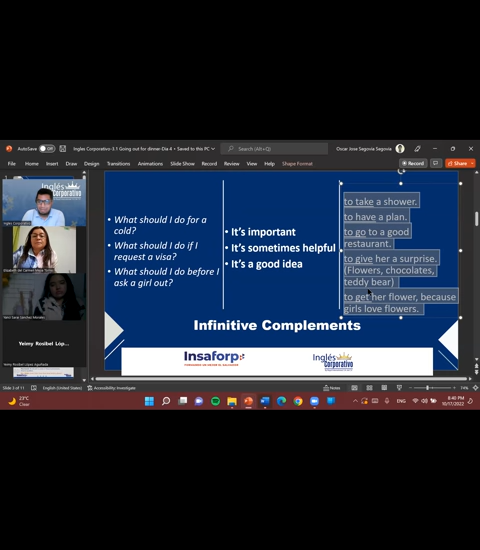 AutoSave Off
Ingles Corporativo-3.1 Going out for dinner-Dia 4 • Saved to this PC
Search (Alt+Q)
Oscar Jose Segovia Segovia
File Home Insert Draw Design Transitions Animations Slide Show Record Review View Help Shape Format
Record
Share
• What should I do for a
cold?
• What should I do if I
request a visa?
• What should I do before I
ask a girl out?
• It's important
• It's sometimes helpful
• It's a good idea
to take a shower.
to have a plan.
to go to a good
restaurant.
to give her a surprise.
(Flowers, chocolates,
teddy bear)
to get her flower, because
girls love flowers.
Infinitive Complements
Insaforp
Inglés
Corporativo
Yeimy Rosibel Lóp...
Slide 3 of 11
English (United States)
Accessibility: Investigate
Notes
74%
23°C
Clear
ENG
8:40 PM
10/17/2022